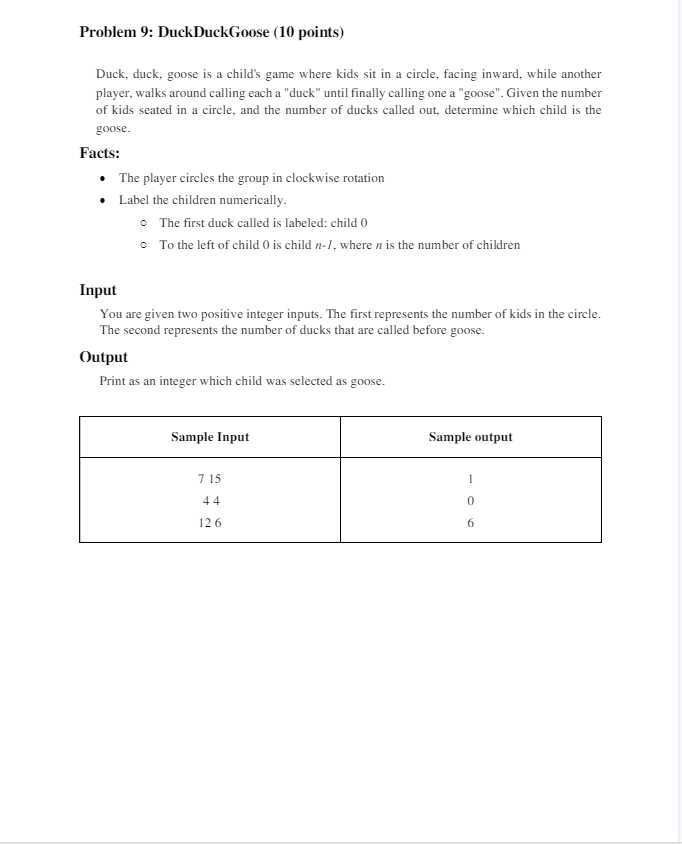 Problem 9: DuckDuckGoose (10 points)
Duck, duck, goose is a child's game where kids sit in a circle, facing inward, while another
player, walks around calling each a "duck" until finally calling one a "goose". Given the number
of kids seated in a circle, and the number of ducks called out, determine which child is the
goose.
Facts:
• The player circles the group in clockwise rotation
• Label the children numerically.
o The first duck called is labeled: child 0
o To the left of child 0 is child n-1, where n is the number of children
Input
You are given two positive integer inputs. The first represents the number of kids in the circle.
The second represents the number of ducks that are called before goose.
Output
Print as an integer which child was selected as goose.
Sample Input Sample output
7 15 1
4 4 0
12 6 6